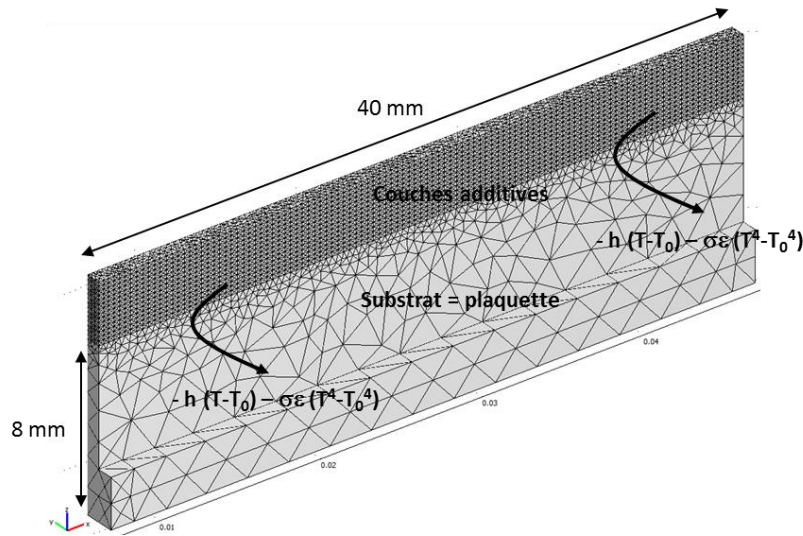 40 mm
Couches additives
- h (T-T₀) – σε (T⁴-T₀⁴)
Substrat = plaquette
- h (T-T₀) – σε (T⁴-T₀⁴)
8 mm
0.04
0.03
0.02
0.01
z
y
x